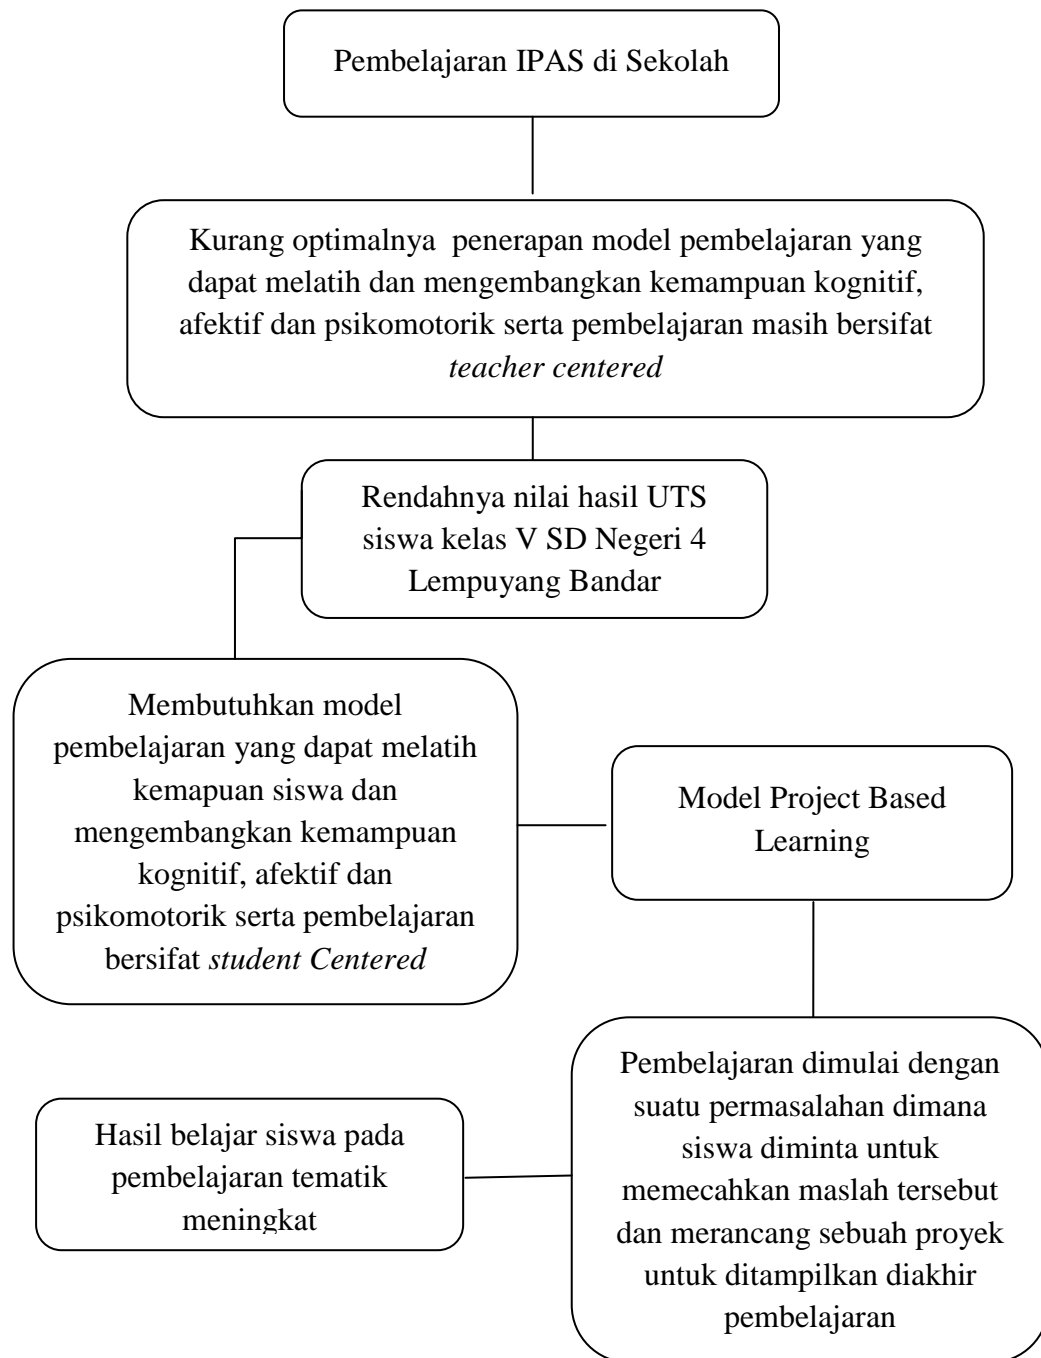 Pembelajaran IPAS di Sekolah
Kurang optimalnya  penerapan model pembelajaran yang
dapat melatih dan mengembangkan kemampuan kognitif,
afektif dan psikomotorik serta pembelajaran masih bersifat
teacher centered
Rendahnya nilai hasil UTS
siswa kelas V SD Negeri 4
Lempuyang Bandar
Membutuhkan model
pembelajaran yang dapat melatih
kemapuan siswa dan
mengembangkan kemampuan
kognitif, afektif dan
psikomotorik serta pembelajaran
bersifat student Centered
Model Project Based
Learning
Pembelajaran dimulai dengan
suatu permasalahan dimana
siswa diminta untuk
memecahkan maslah tersebut
dan merancang sebuah proyek
untuk ditampilkan diakhir
pembelajaran
Hasil belajar siswa pada
pembelajaran tematik
meningkat